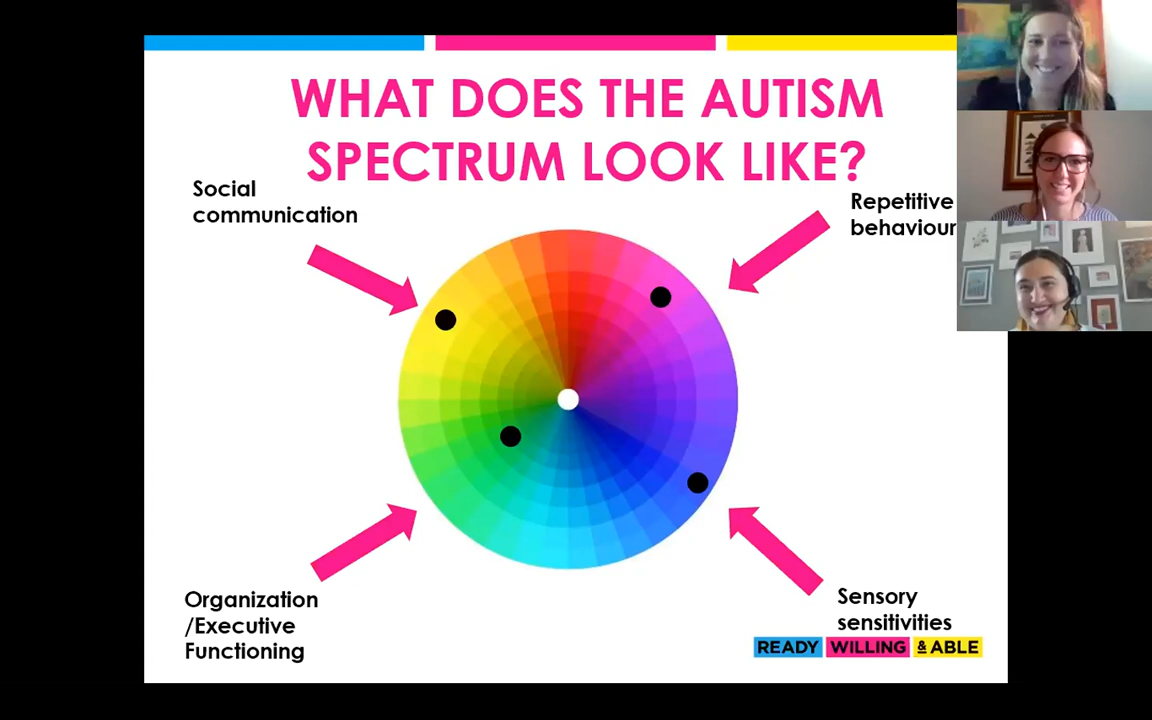 WHAT DOES THE AUTISM
SPECTRUM LOOK LIKE?
Social
communication
Repetitive
behaviour
Organization
/Executive
Functioning
Sensory
sensitivities
READY WILLING & ABLE